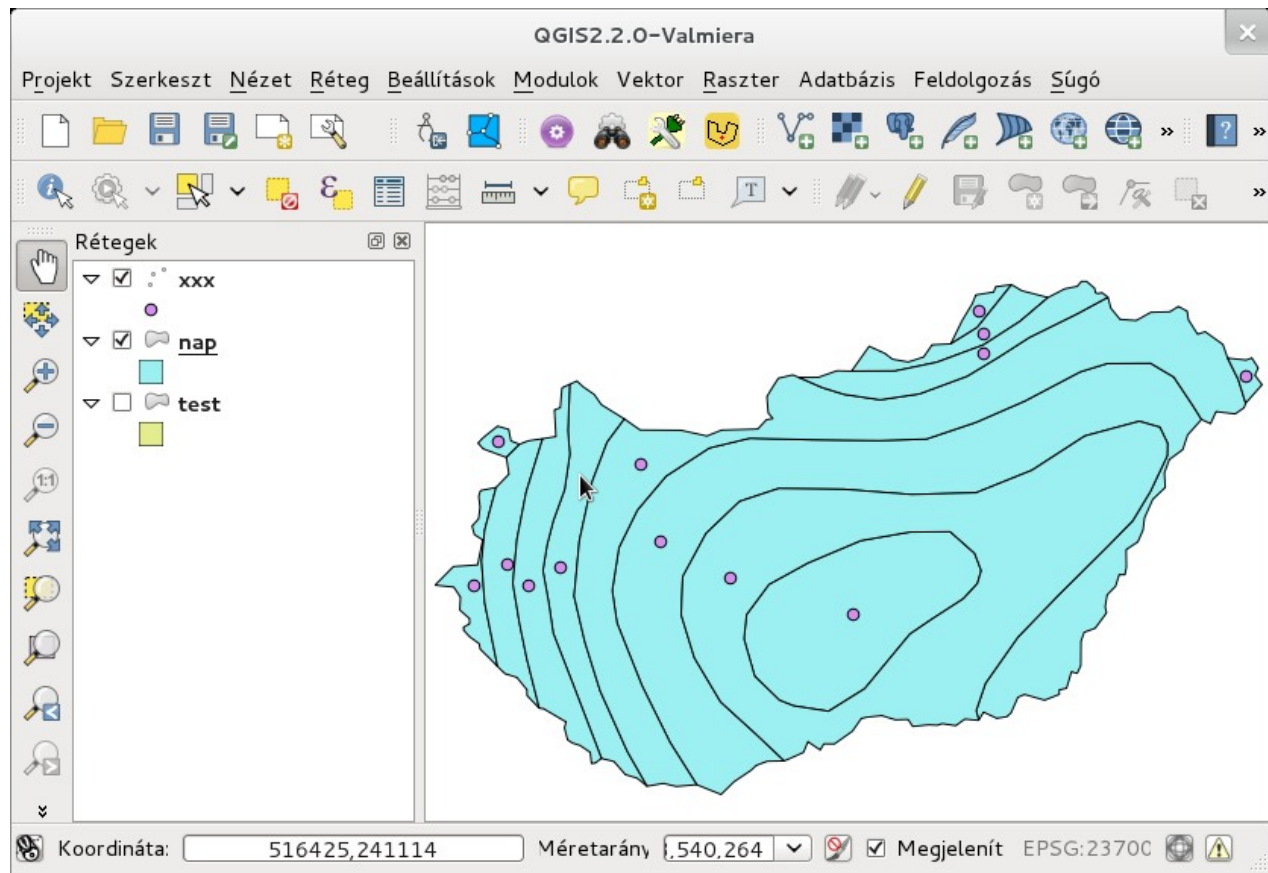 QGIS2.2.0-Valmiera
Projekt Szerkeszt Nézet Réteg Beállítások Modulok Vektor Raszter Adatbázis Feldolgozás Súgó
Rétegek
xxx
nap
test
Koordináta: 516425,241114 Méretarány ,540,264 Megjelenít EPSG:23700